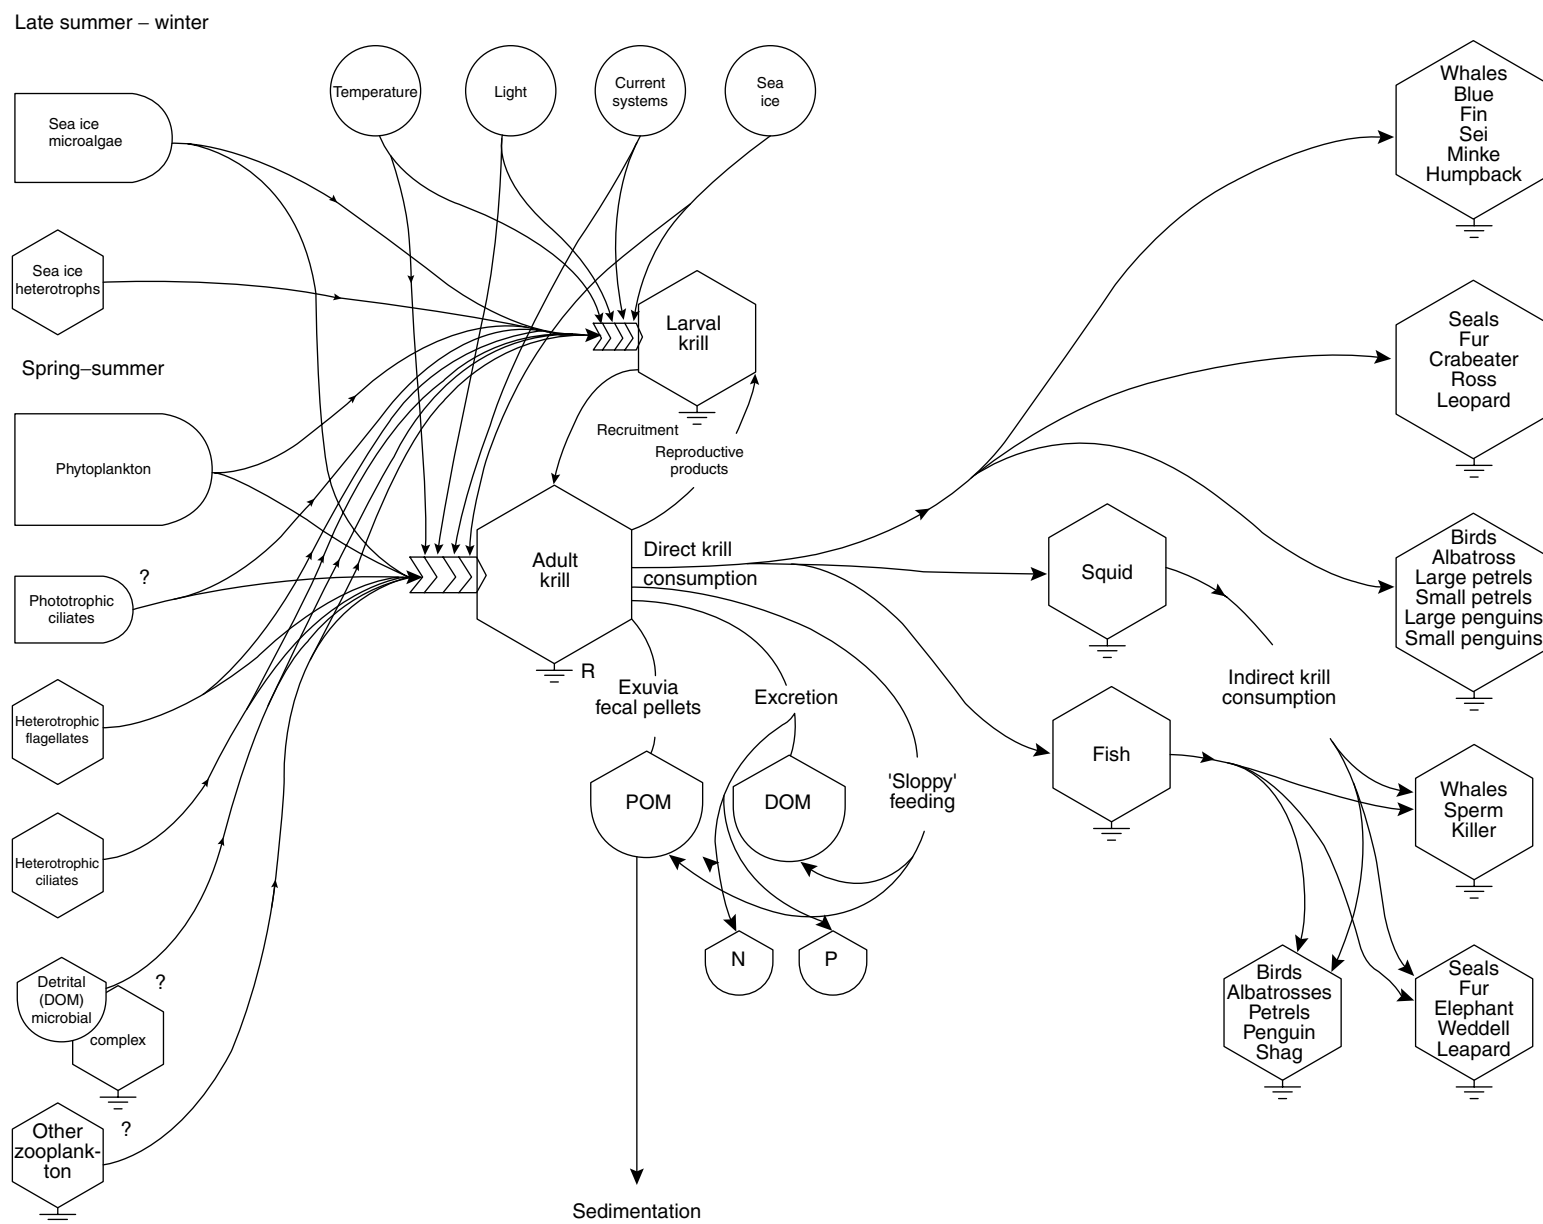 Late summer – winter
Temperature
Light
Current
systems
Sea
ice
Sea ice
microalgae
Sea ice
heterotrophs
Spring–summer
Phytoplankton
?
Phototrophic
ciliates
Heterotrophic
flagellates
Heterotrophic
ciliates
Detrital
(DOM)
microbial
complex
?
Other
zooplank-
ton
?
Larval
krill
Recruitment
Reproductive
products
Adult
krill
R
Direct krill
consumption
Exuvia
fecal pellets
Excretion
'Sloppy'
feeding
POM
DOM
N
P
Sedimentation
Squid
Fish
Indirect krill
consumption
Whales
Blue
Fin
Sei
Minke
Humpback
Seals
Fur
Crabeater
Ross
Leopard
Birds
Albatross
Large petrels
Small petrels
Large penguins
Small penguins
Whales
Sperm
Killer
Birds
Albatrosses
Petrels
Penguin
Shag
Seals
Fur
Elephant
Weddell
Leapard